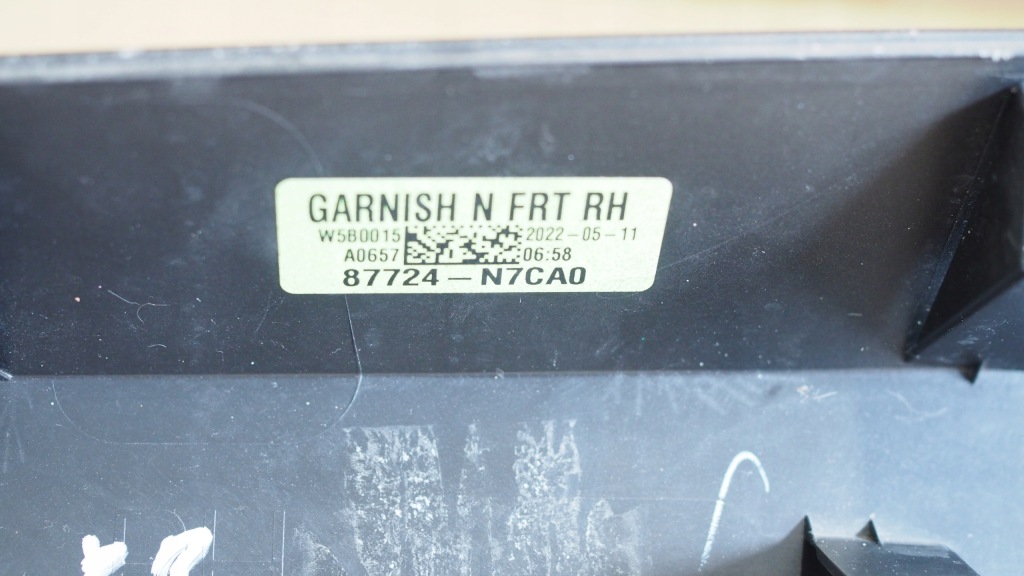 GARNISH N FRT RH
W5B0015 2022-05-11
A0657 06:58
87724-N7CA0